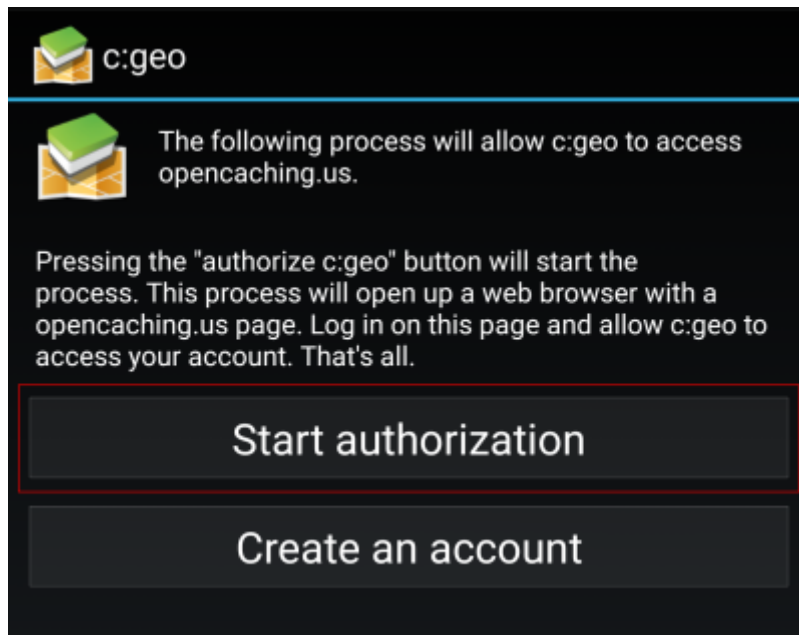 c:geo
The following process will allow c:geo to access
opencaching.us.
Pressing the "authorize c:geo" button will start the
process. This process will open up a web browser with a
opencaching.us page. Log in on this page and allow c:geo to
access your account. That's all.
Start authorization
Create an account